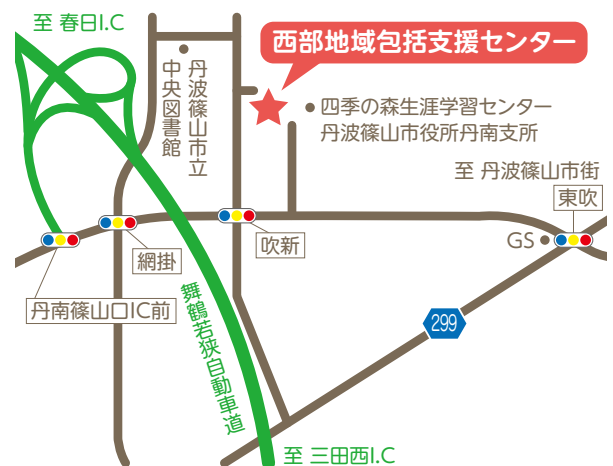 至 春日I.C
西部地域包括支援センター
丹波篠山市立
中央図書館
四季の森生涯学習センター
丹波篠山市役所丹南支所
至 丹波篠山市街
東吹
GS
吹新
網掛
丹南篠山口IC前
舞鶴若狭自動車道
299
至 三田西I.C